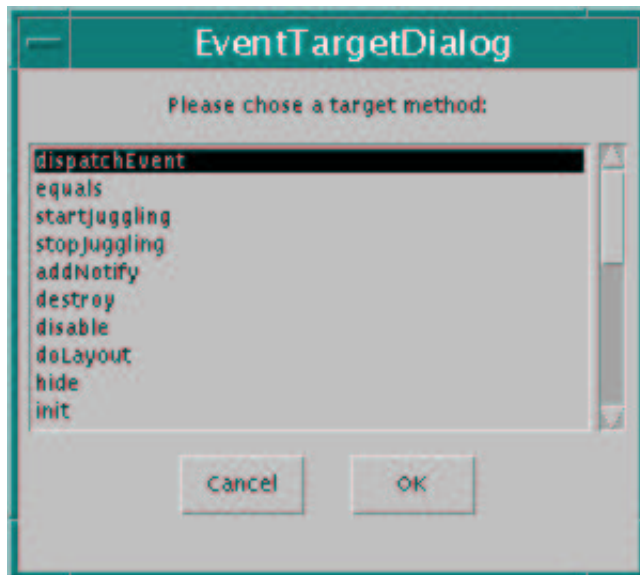 EventTargetDialog
Please chose a target method:
dispatchEvent
equals
startJuggling
stopJuggling
addNotify
destroy
disable
doLayout
hide
init
Cancel OK